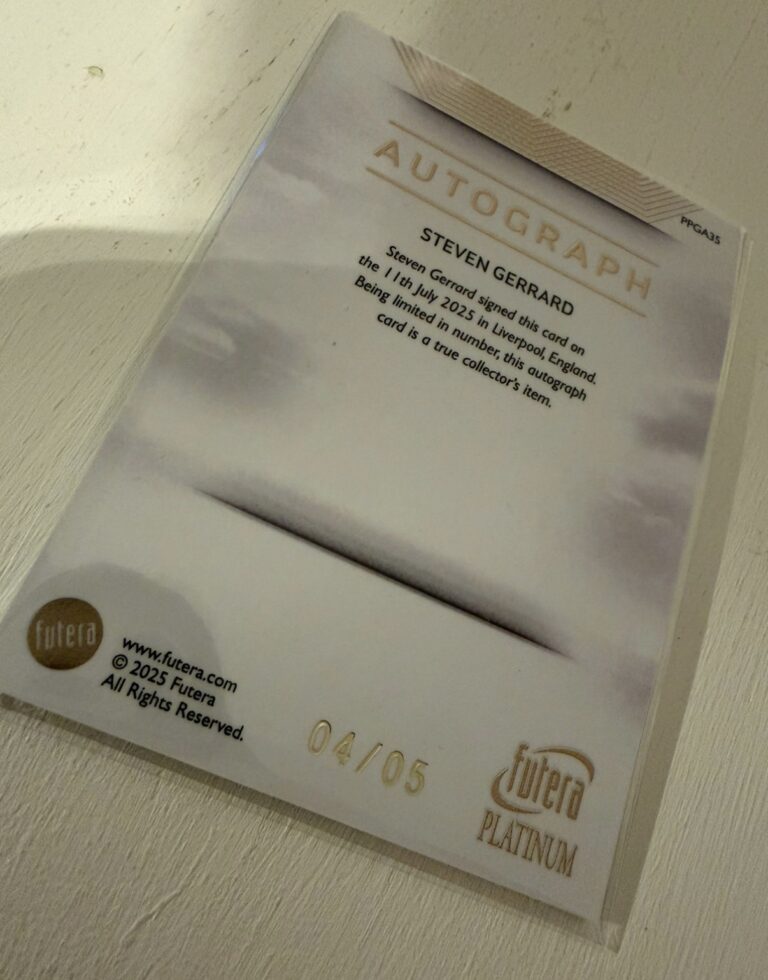 PPGA35
AUTOGRAPH
STEVEN GERRARD
Steven Gerrard signed this card on
the 11th July 2025 in Liverpool, England.
Being limited in number, this autograph
card is a true collector's item.
futera
www.futera.com
© 2025 Futera
All Rights Reserved.
04/05
futera
PLATINUM